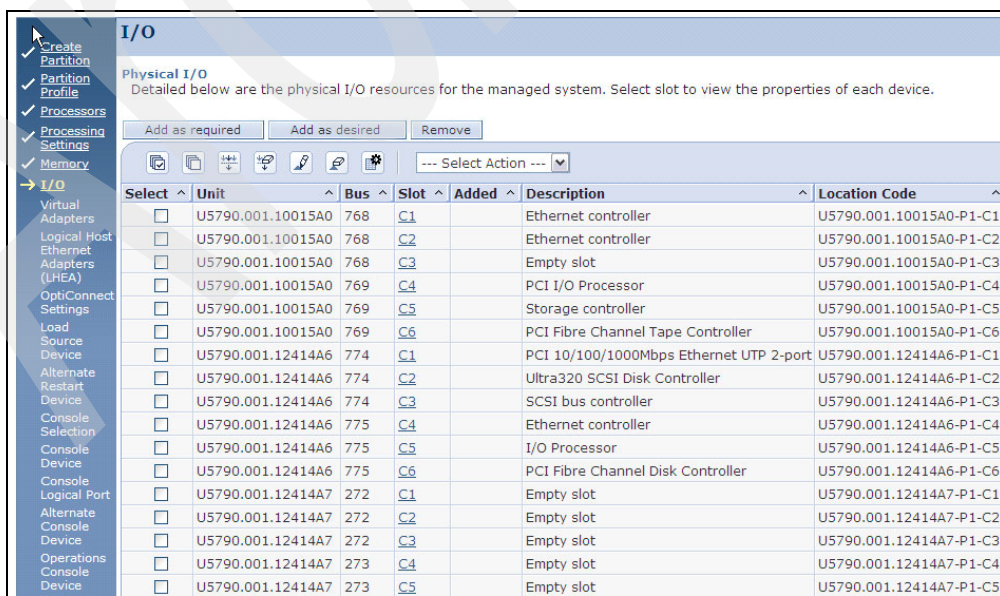 I/O
Create
Partition
Partition
Profile
Processors
Processing
Settings
Memory
I/O
Virtual
Adapters
Logical Host
Ethernet
Adapters
(LHEA)
OptiConnect
Settings
Load
Source
Device
Alternate
Restart
Device
Console
Selection
Console
Device
Console
Logical Port
Alternate
Console
Device
Operations
Console
Device
Physical I/O
Detailed below are the physical I/O resources for the managed system. Select slot to view the properties of each device.
Add as required Add as desired Remove
--- Select Action ---
Select ^ Unit ^ Bus ^ Slot ^ Added ^ Description ^ Location Code ^
U5790.001.10015A0 768 C1 Ethernet controller U5790.001.10015A0-P1-C1
U5790.001.10015A0 768 C2 Ethernet controller U5790.001.10015A0-P1-C2
U5790.001.10015A0 768 C3 Empty slot U5790.001.10015A0-P1-C3
U5790.001.10015A0 769 C4 PCI I/O Processor U5790.001.10015A0-P1-C4
U5790.001.10015A0 769 C5 Storage controller U5790.001.10015A0-P1-C5
U5790.001.10015A0 769 C6 PCI Fibre Channel Tape Controller U5790.001.10015A0-P1-C6
U5790.001.12414A6 774 C1 PCI 10/100/1000Mbps Ethernet UTP 2-port U5790.001.12414A6-P1-C1
U5790.001.12414A6 774 C2 Ultra320 SCSI Disk Controller U5790.001.12414A6-P1-C2
U5790.001.12414A6 774 C3 SCSI bus controller U5790.001.12414A6-P1-C3
U5790.001.12414A6 775 C4 Ethernet controller U5790.001.12414A6-P1-C4
U5790.001.12414A6 775 C5 I/O Processor U5790.001.12414A6-P1-C5
U5790.001.12414A6 775 C6 PCI Fibre Channel Disk Controller U5790.001.12414A6-P1-C6
U5790.001.12414A7 272 C1 Empty slot U5790.001.12414A7-P1-C1
U5790.001.12414A7 272 C2 Empty slot U5790.001.12414A7-P1-C2
U5790.001.12414A7 272 C3 Empty slot U5790.001.12414A7-P1-C3
U5790.001.12414A7 273 C4 Empty slot U5790.001.12414A7-P1-C4
U5790.001.12414A7 273 C5 Empty slot U5790.001.12414A7-P1-C5